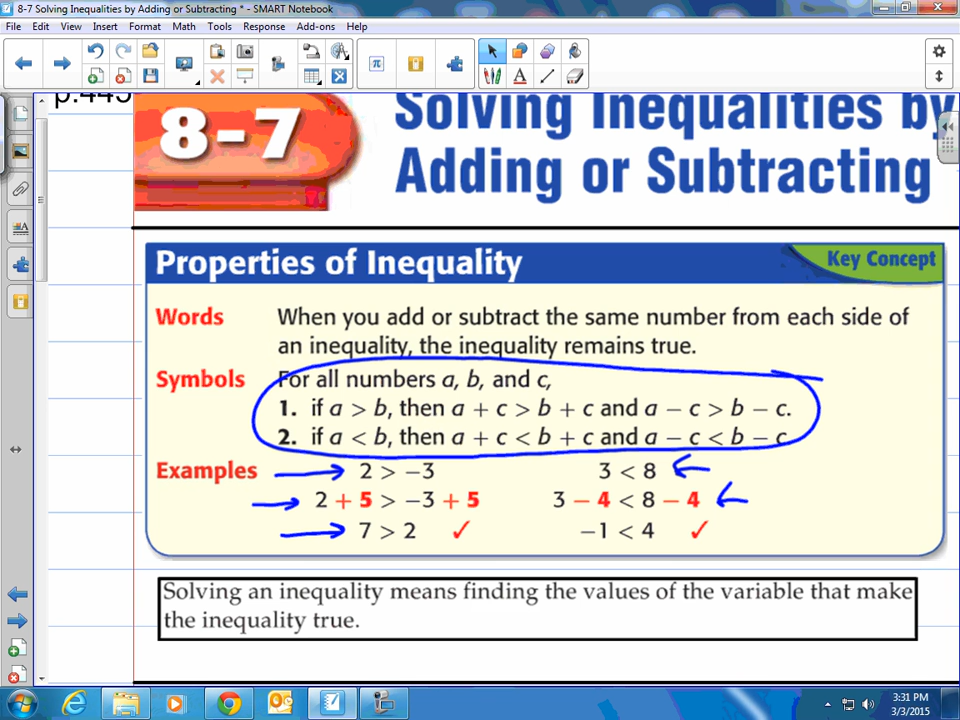 8-7 Solving Inequalities by Adding or Subtracting * - SMART Notebook
File Edit View Insert Format Math Tools Response Add-ons Help
p.445
8-7
Solving Inequalities by
Adding or Subtracting
Properties of Inequality
Key Concept
Words When you add or subtract the same number from each side of
an inequality, the inequality remains true.
Symbols For all numbers a, b, and c,
1. if a > b, then a + c > b + c and a − c > b − c.
2. if a < b, then a + c < b + c and a − c < b − c
Examples 2 > −3 3 < 8
2 + 5 > −3 + 5 3 − 4 < 8 − 4
7 > 2 ✓ −1 < 4 ✓
Solving an inequality means finding the values of the variable that make
the inequality true.
3:31 PM
3/3/2015